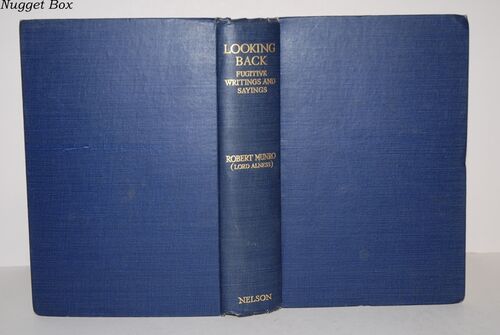 Nugget Box
LOOKING
BACK
FUGITIVE
WRITINGS AND
SAYINGS
ROBERT MUNRO
(LORD ALNESS)
NELSON